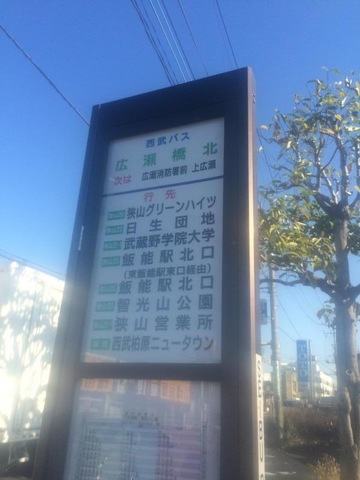 西武バス
広瀬橋北
次は 広瀬消防署前 上広瀬
行先
狭山グリーンハイツ
日生団地
武蔵野学院大学
飯能駅北口
(東飯能駅東口経由)
飯能駅北口
智光山公園
狭山営業所
西武柏原ニュータウン